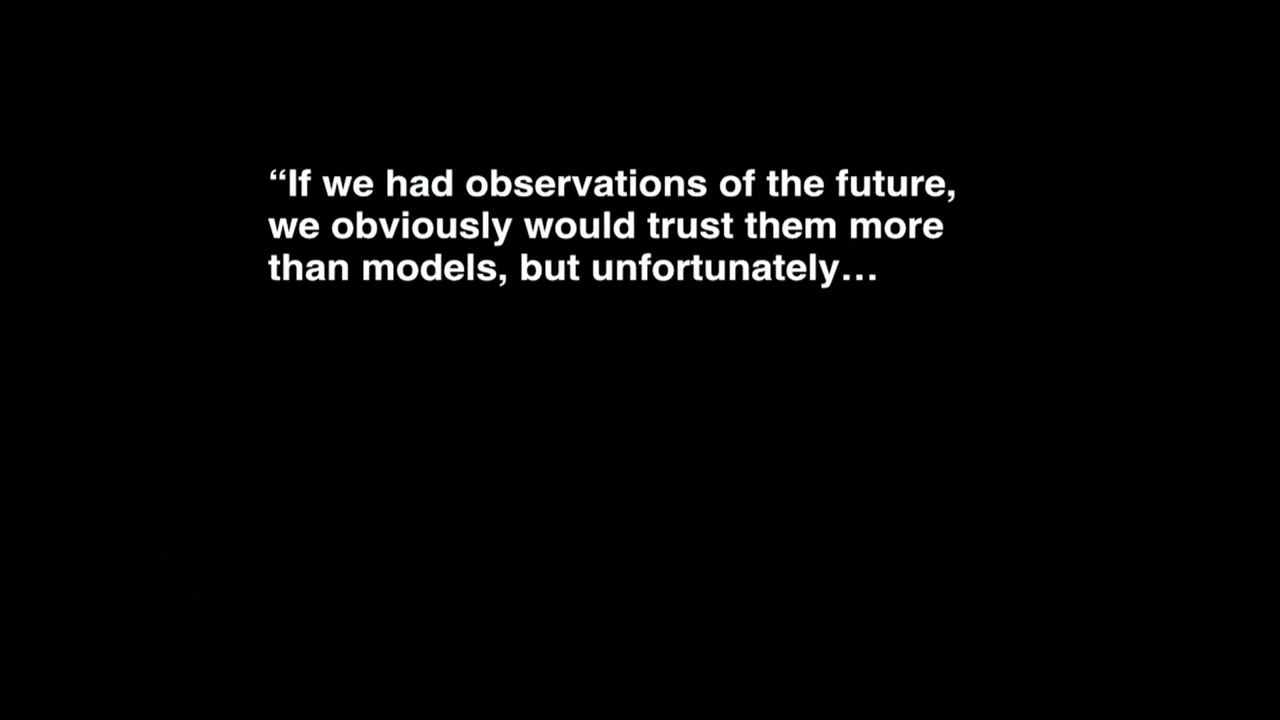 “If we had observations of the future,
we obviously would trust them more
than models, but unfortunately…